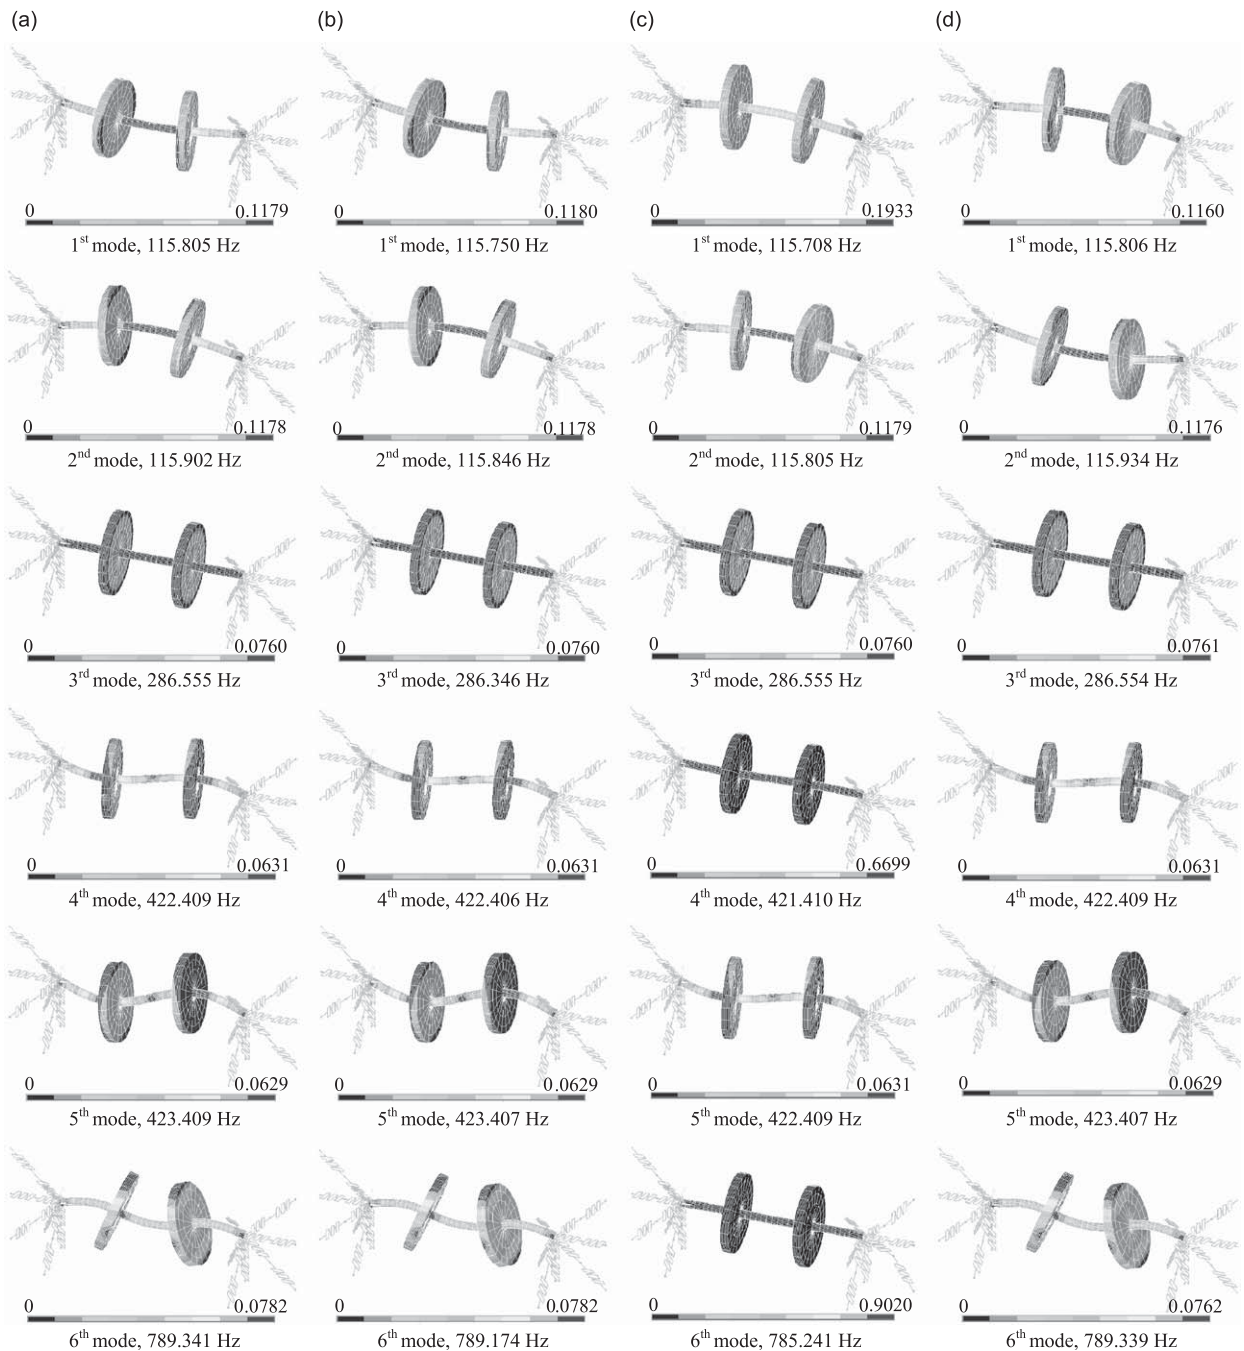 (a) (b) (c) (d)
0 0.1179 0 0.1180 0 0.1933 0 0.1160
1st mode, 115.805 Hz 1st mode, 115.750 Hz 1st mode, 115.708 Hz 1st mode, 115.806 Hz
0 0.1178 0 0.1178 0 0.1179 0 0.1176
2nd mode, 115.902 Hz 2nd mode, 115.846 Hz 2nd mode, 115.805 Hz 2nd mode, 115.934 Hz
0 0.0760 0 0.0760 0 0.0760 0 0.0761
3rd mode, 286.555 Hz 3rd mode, 286.346 Hz 3rd mode, 286.555 Hz 3rd mode, 286.554 Hz
0 0.0631 0 0.0631 0 0.6699 0 0.0631
4th mode, 422.409 Hz 4th mode, 422.406 Hz 4th mode, 421.410 Hz 4th mode, 422.409 Hz
0 0.0629 0 0.0629 0 0.0631 0 0.0629
5th mode, 423.409 Hz 5th mode, 423.407 Hz 5th mode, 422.409 Hz 5th mode, 423.407 Hz
0 0.0782 0 0.0782 0 0.9020 0 0.0762
6th mode, 789.341 Hz 6th mode, 789.174 Hz 6th mode, 785.241 Hz 6th mode, 789.339 Hz